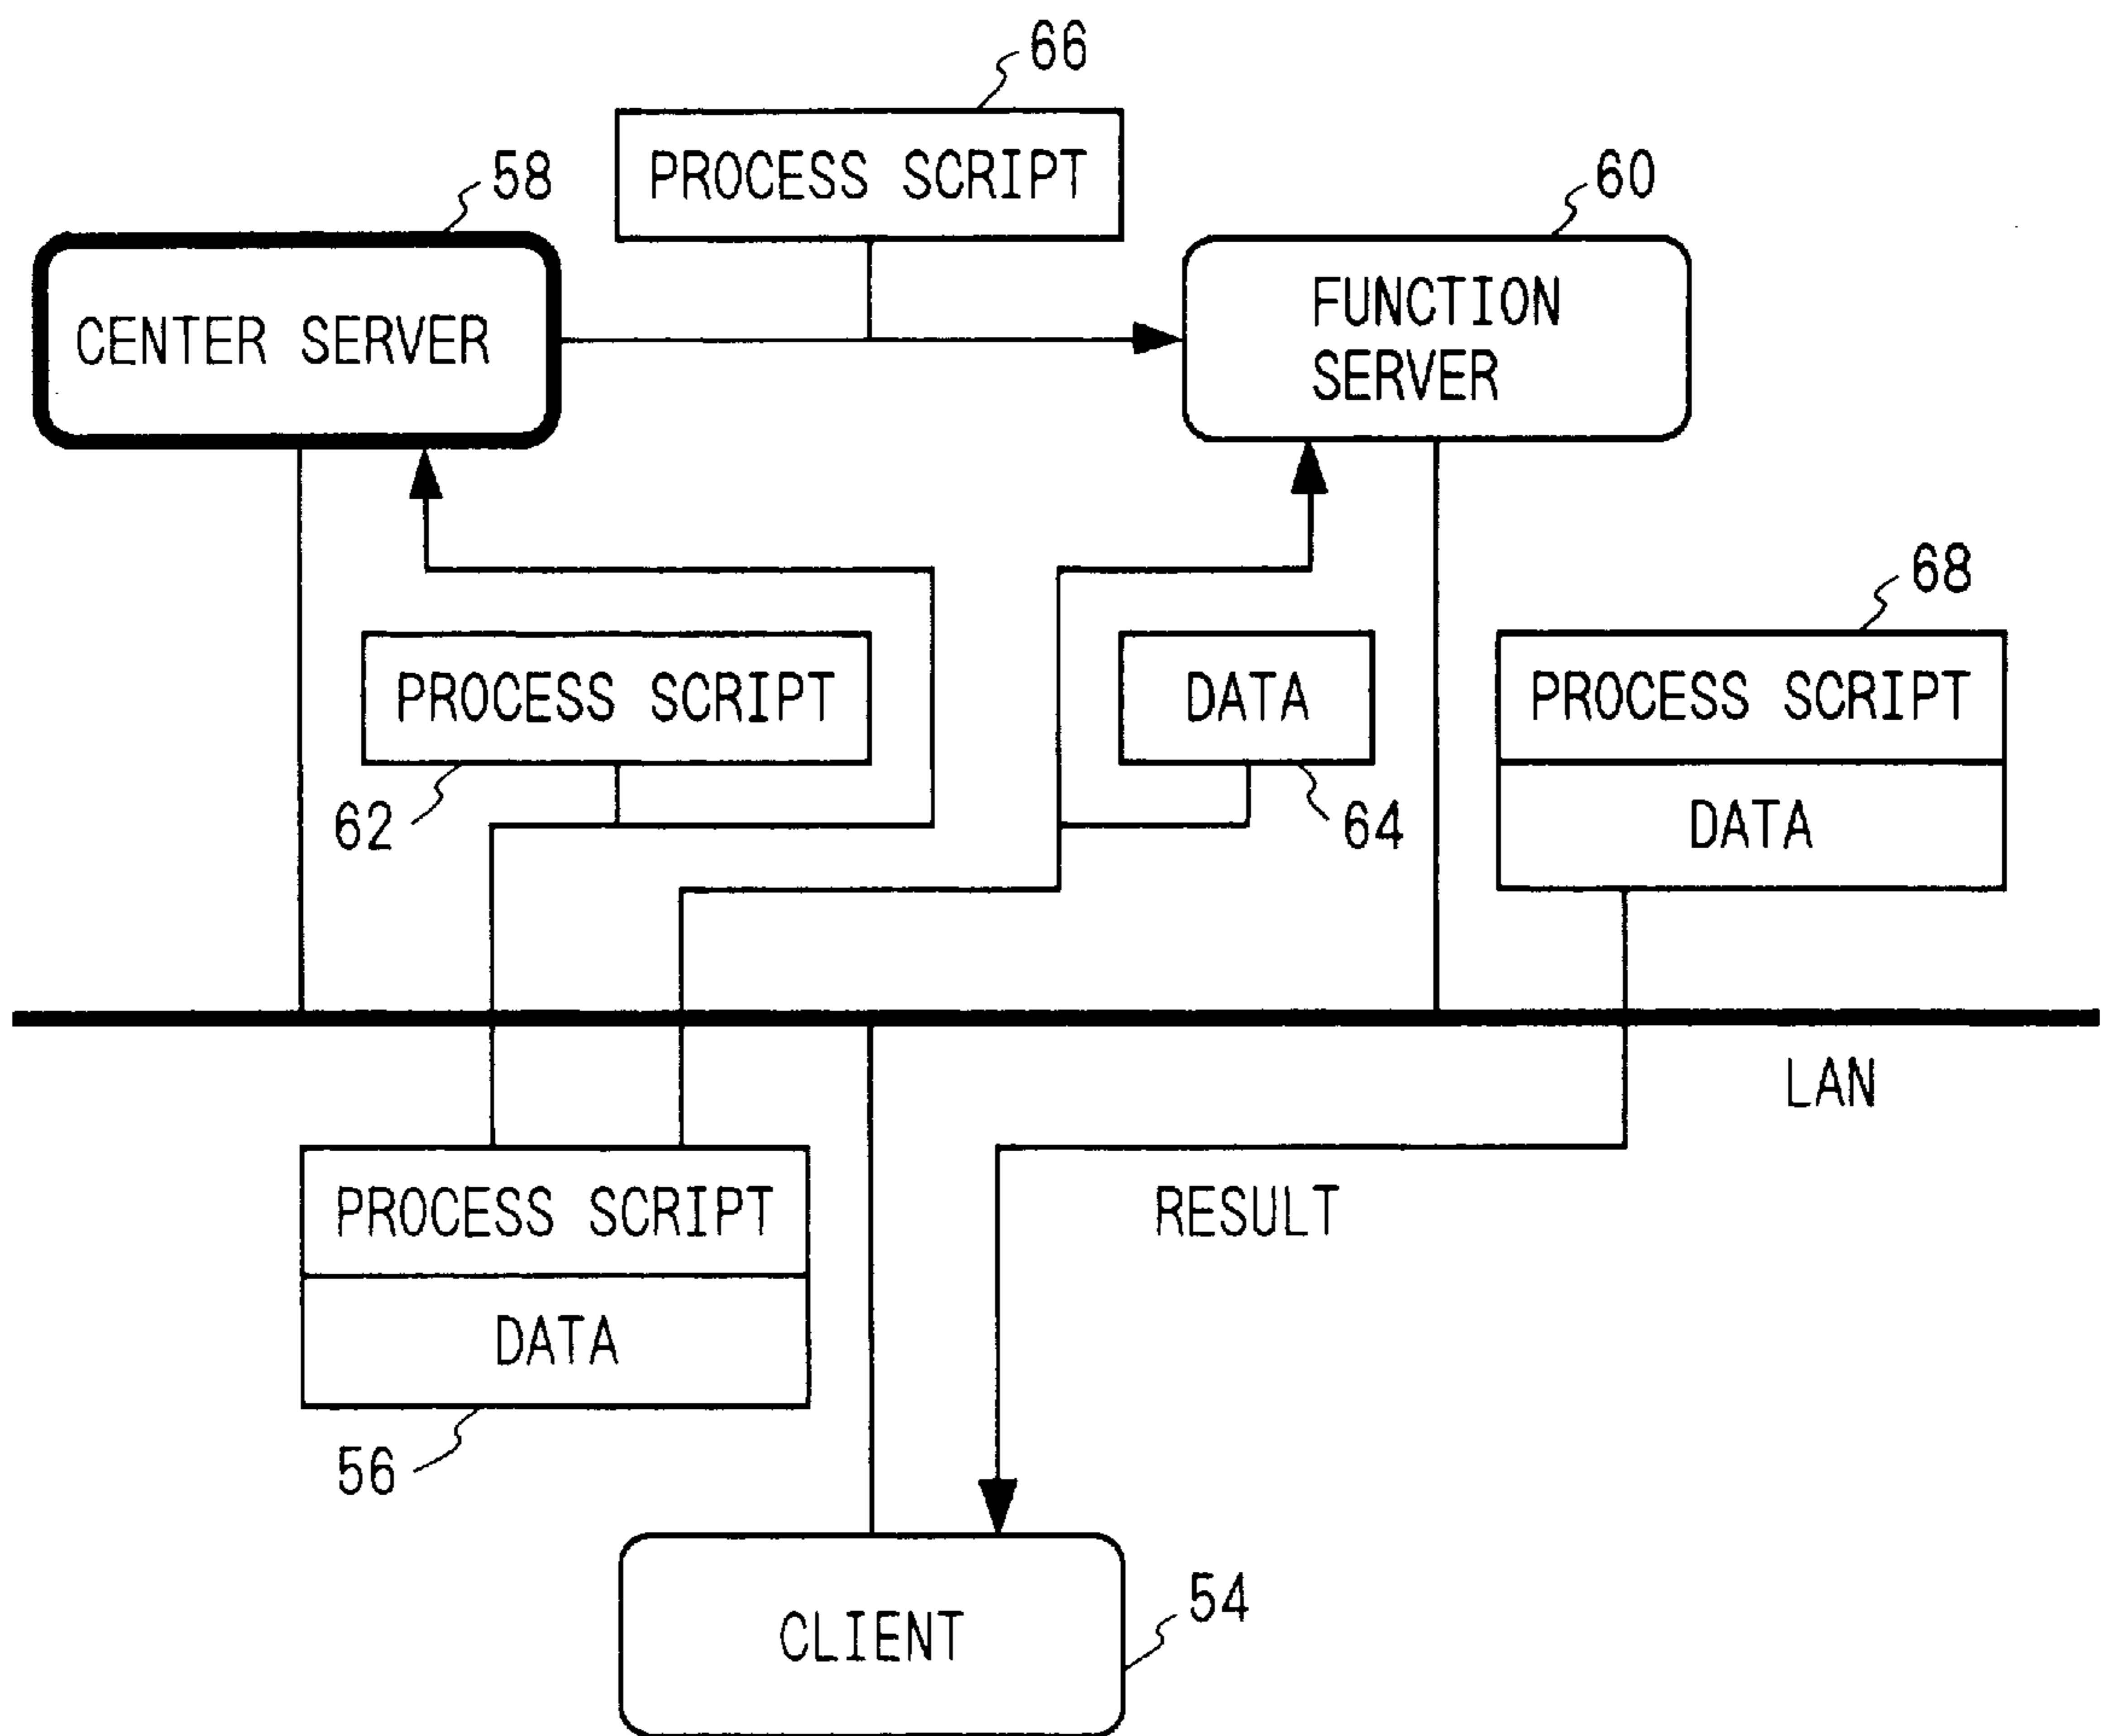 66
PROCESS SCRIPT
58
60
CENTER SERVER
FUNCTION
SERVER
68
PROCESS SCRIPT
DATA
PROCESS SCRIPT
62
64
DATA
LAN
PROCESS SCRIPT
RESULT
DATA
56
54
CLIENT